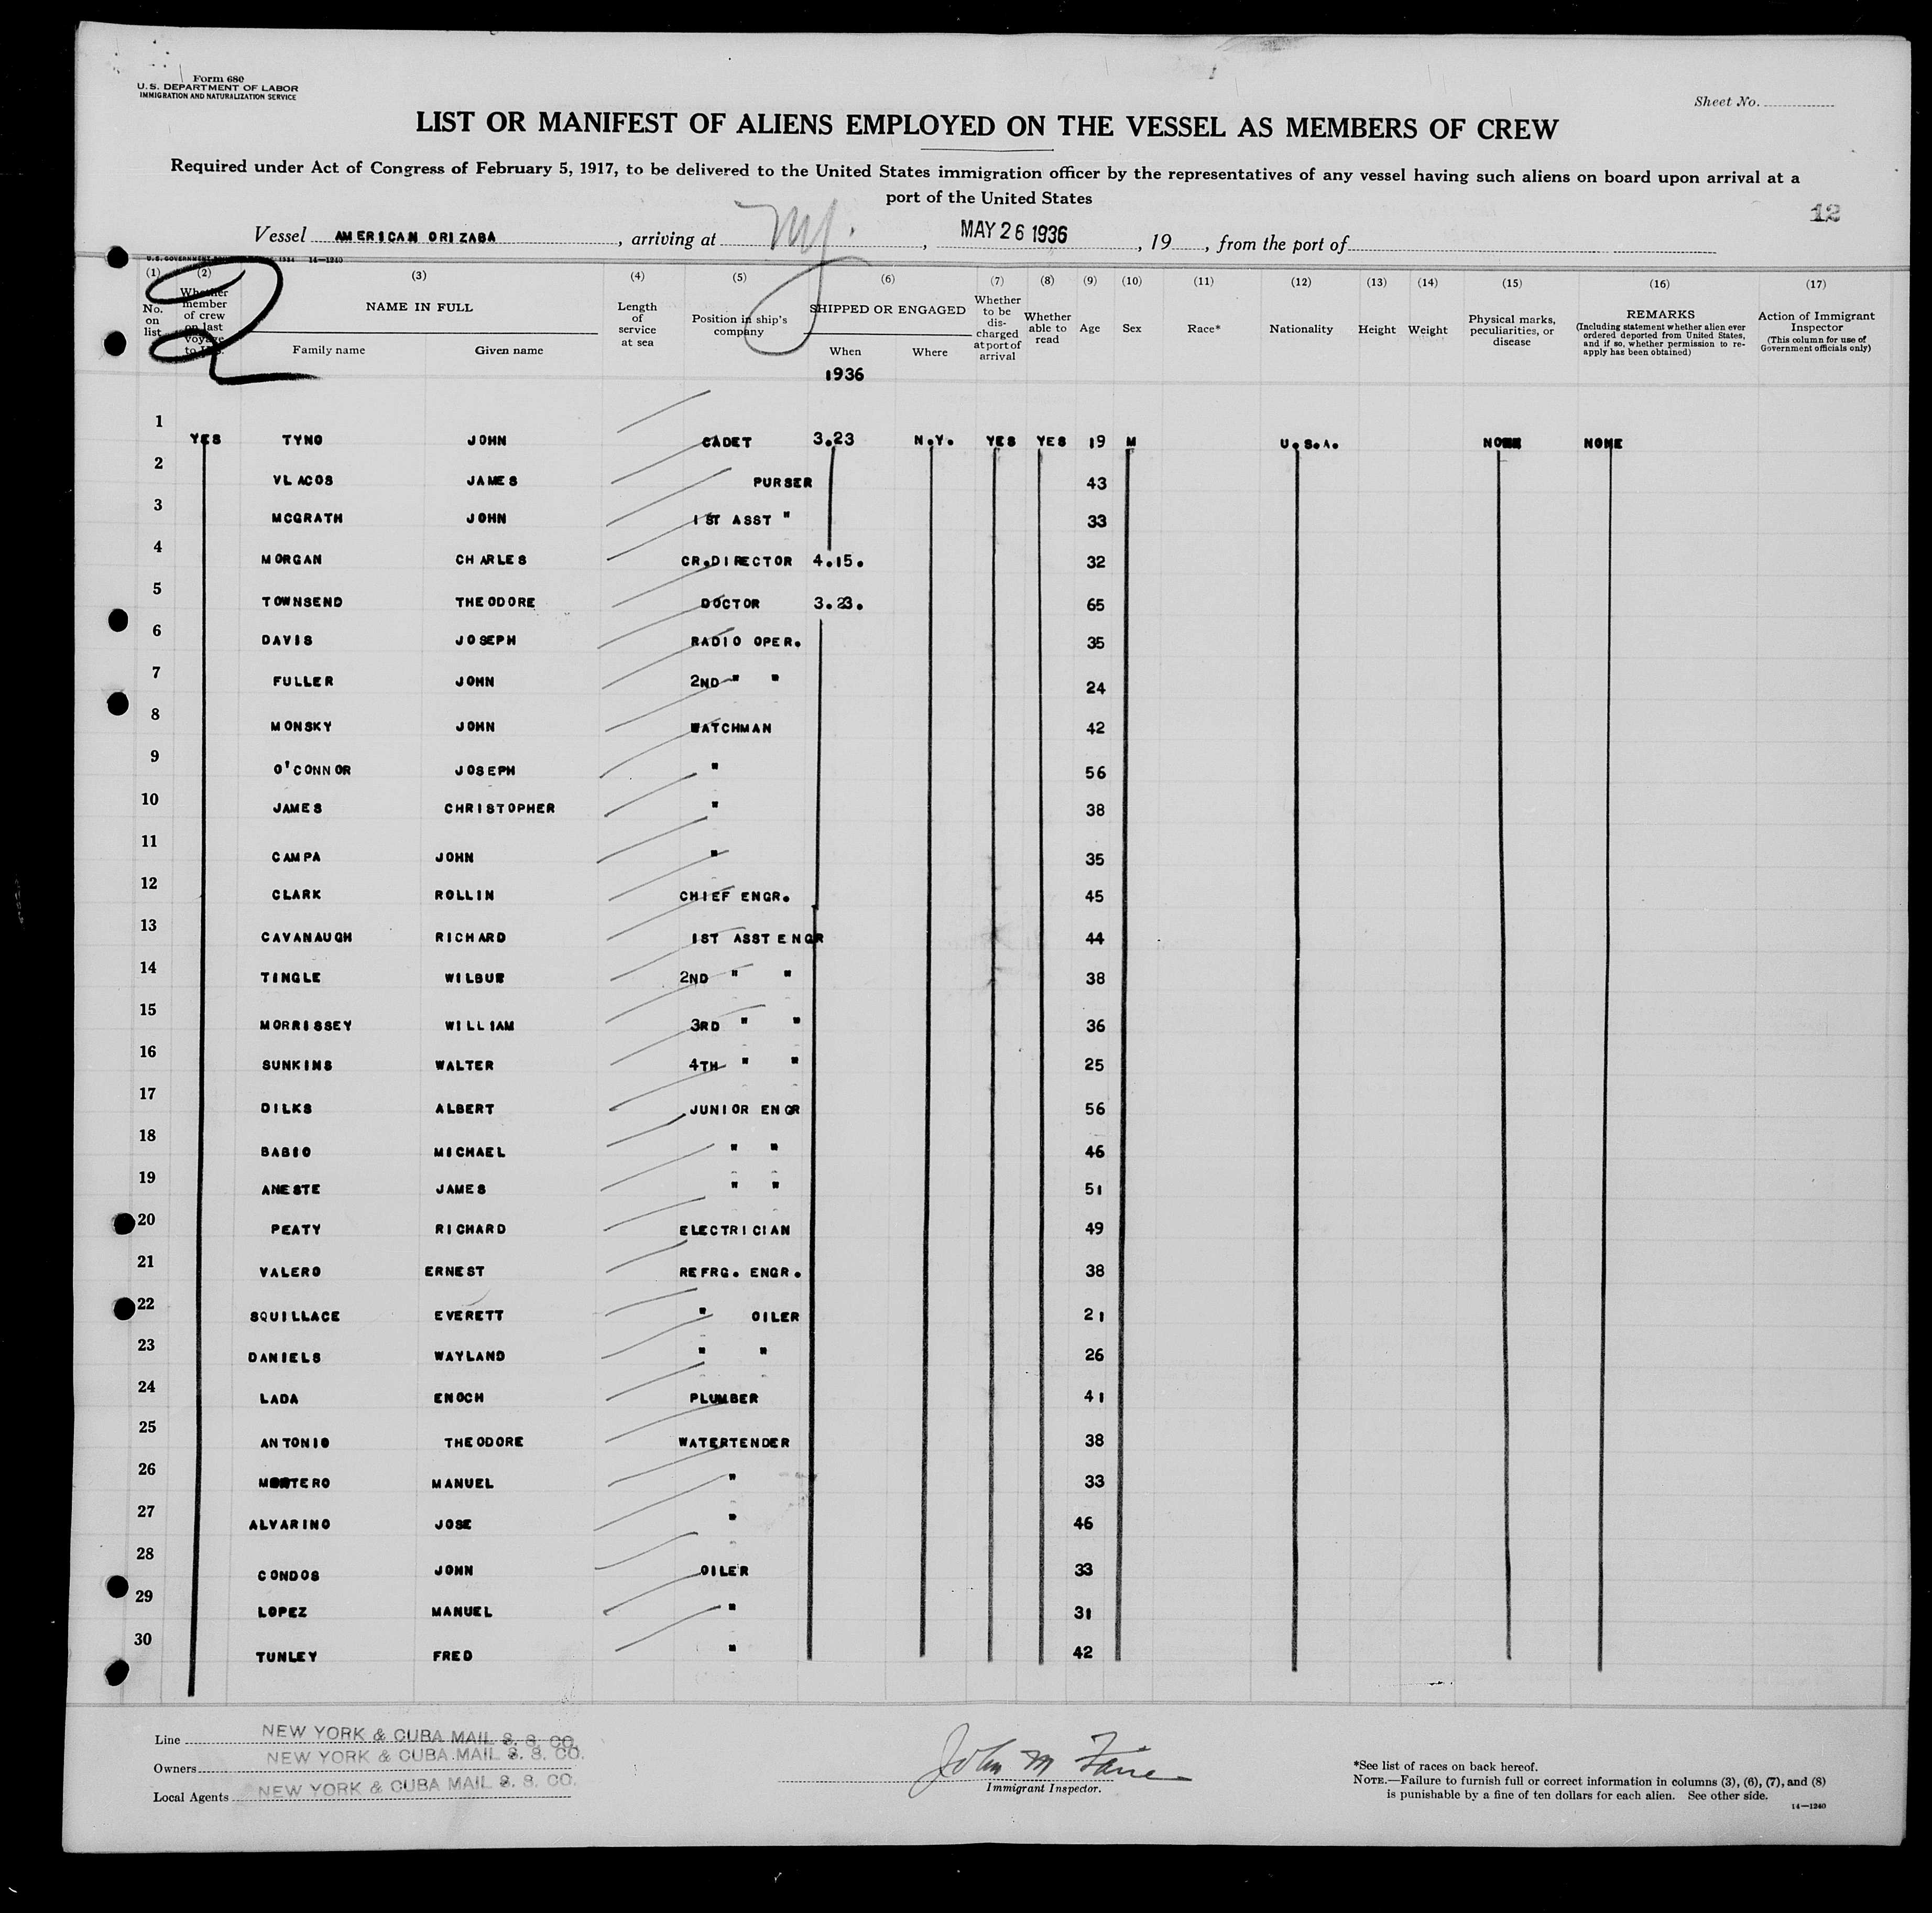 Form 680
U.S. DEPARTMENT OF LABOR
IMMIGRATION AND NATURALIZATION SERVICE
Sheet No.
LIST OR MANIFEST OF ALIENS EMPLOYED ON THE VESSEL AS MEMBERS OF CREW
Required under Act of Congress of February 5, 1917, to be delivered to the United States immigration officer by the representatives of any vessel having such aliens on board upon arrival at a
port of the United States
12
Vessel AMERICAN ORIZABA, arriving at NY., MAY 26 1936, 19, from the port of
14—1240
(1) (2) (3) (4) (5) (6) (7) (8) (9) (10) (11) (12) (13) (14) (15) (16) (17)
No. on list
Whether member of crew on last voyage to U.S.
NAME IN FULL
Family name Given name
Length of service at sea
Position in ship's company
SHIPPED OR ENGAGED
When Where
Whether to be discharged at port of arrival
Whether able to read
Age
Sex
Race*
Nationality
Height
Weight
Physical marks, peculiarities, or disease
REMARKS
(Including statement whether alien ever ordered deported from United States, and if so, whether permission to re-apply has been obtained)
Action of Immigrant Inspector
(This column for use of Government officials only)
1936
1 YES TYNO JOHN CADET 3.23 N.Y. YES YES 19 M U.S.A. NONE NONE
2 VLACOS JAMES PURSER 43
3 MCGRATH JOHN 1ST ASST " 33
4 MORGAN CHARLES CR.DIRECTOR 4.15. 32
5 TOWNSEND THEODORE DOCTOR 3.23. 65
6 DAVIS JOSEPH RADIO OPER. 35
7 FULLER JOHN 2ND " " 24
8 MONSKY JOHN WATCHMAN 42
9 O'CONNOR JOSEPH " 56
10 JAMES CHRISTOPHER " 38
11 CAMPA JOHN " 35
12 CLARK ROLLIN CHIEF ENGR. 45
13 CAVANAUGH RICHARD 1ST ASST ENGR 44
14 TINGLE WILBUR 2ND " " 38
15 MORRISSEY WILLIAM 3RD " " 36
16 SUNKINS WALTER 4TH " " 25
17 DILKS ALBERT JUNIOR ENGR 56
18 BABIO MICHAEL " " 46
19 ANESTE JAMES " " 51
20 PEATY RICHARD ELECTRICIAN 49
21 VALERO ERNEST REFRG. ENGR. 38
22 SQUILLACE EVERETT " OILER 21
23 DANIELS WAYLAND " " 26
24 LADA ENOCH PLUMBER 41
25 ANTONIO THEODORE WATERTENDER 38
26 MANUEL " 33
27 ALVARINO JOSE " 46
28 CONDOS JOHN OILER 33
29 LOPEZ MANUEL " 31
30 TUNLEY FRED " 42
Line NEW YORK & CUBA MAIL S. S. CO.
Owners NEW YORK & CUBA MAIL S. S. CO.
Local Agents NEW YORK & CUBA MAIL S. S. CO.
John M
Immigrant Inspector.
*See list of races on back hereof.
NOTE.—Failure to furnish full or correct information in columns (3), (6), (7), and (8)
is punishable by a fine of ten dollars for each alien. See other side.
14—1240